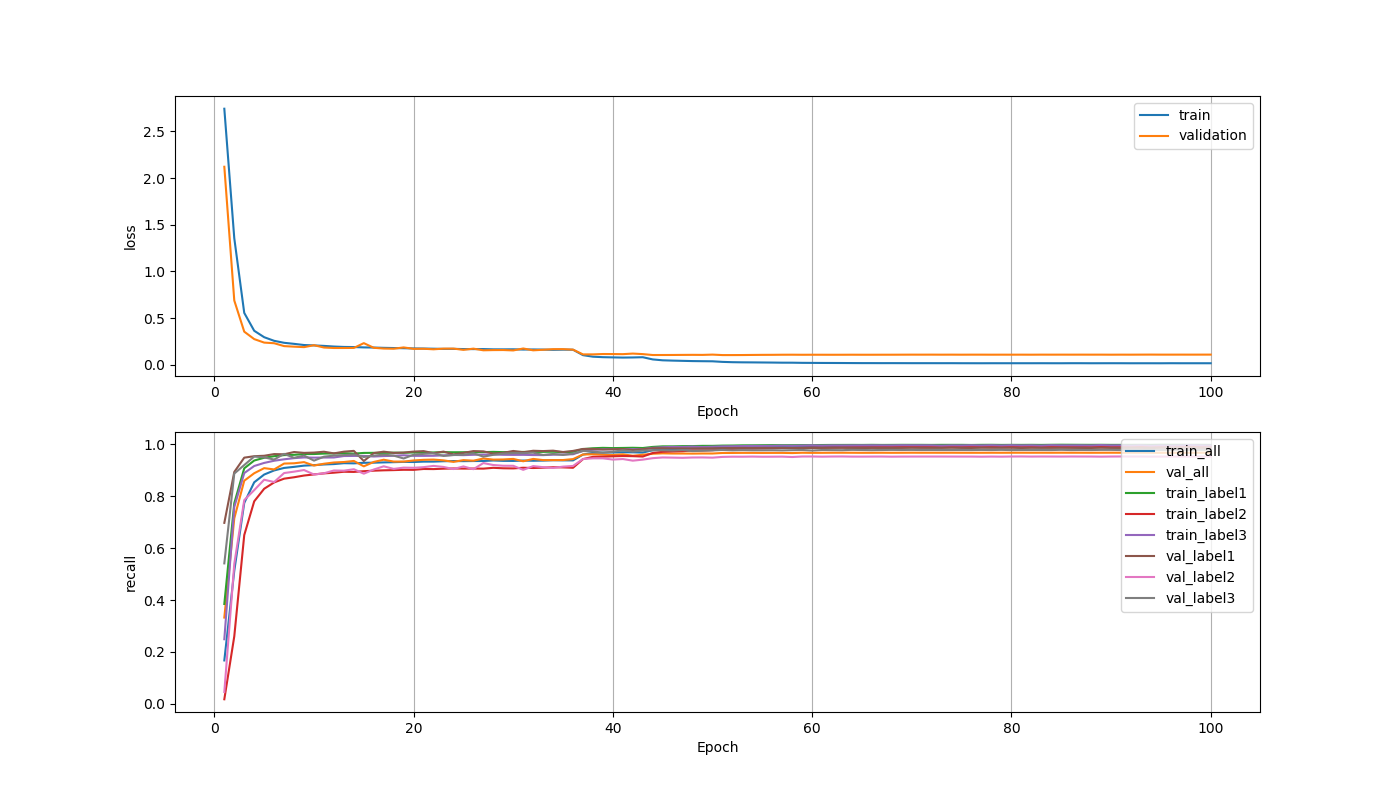 2.5
2.0
1.5
1.0
0.5
0.0
loss
train
validation
0 20 40 60 80 100
Epoch
1.0
0.8
0.6
0.4
0.2
0.0
recall
train_all
val_all
train_label1
train_label2
train_label3
val_label1
val_label2
val_label3
0 20 40 60 80 100
Epoch